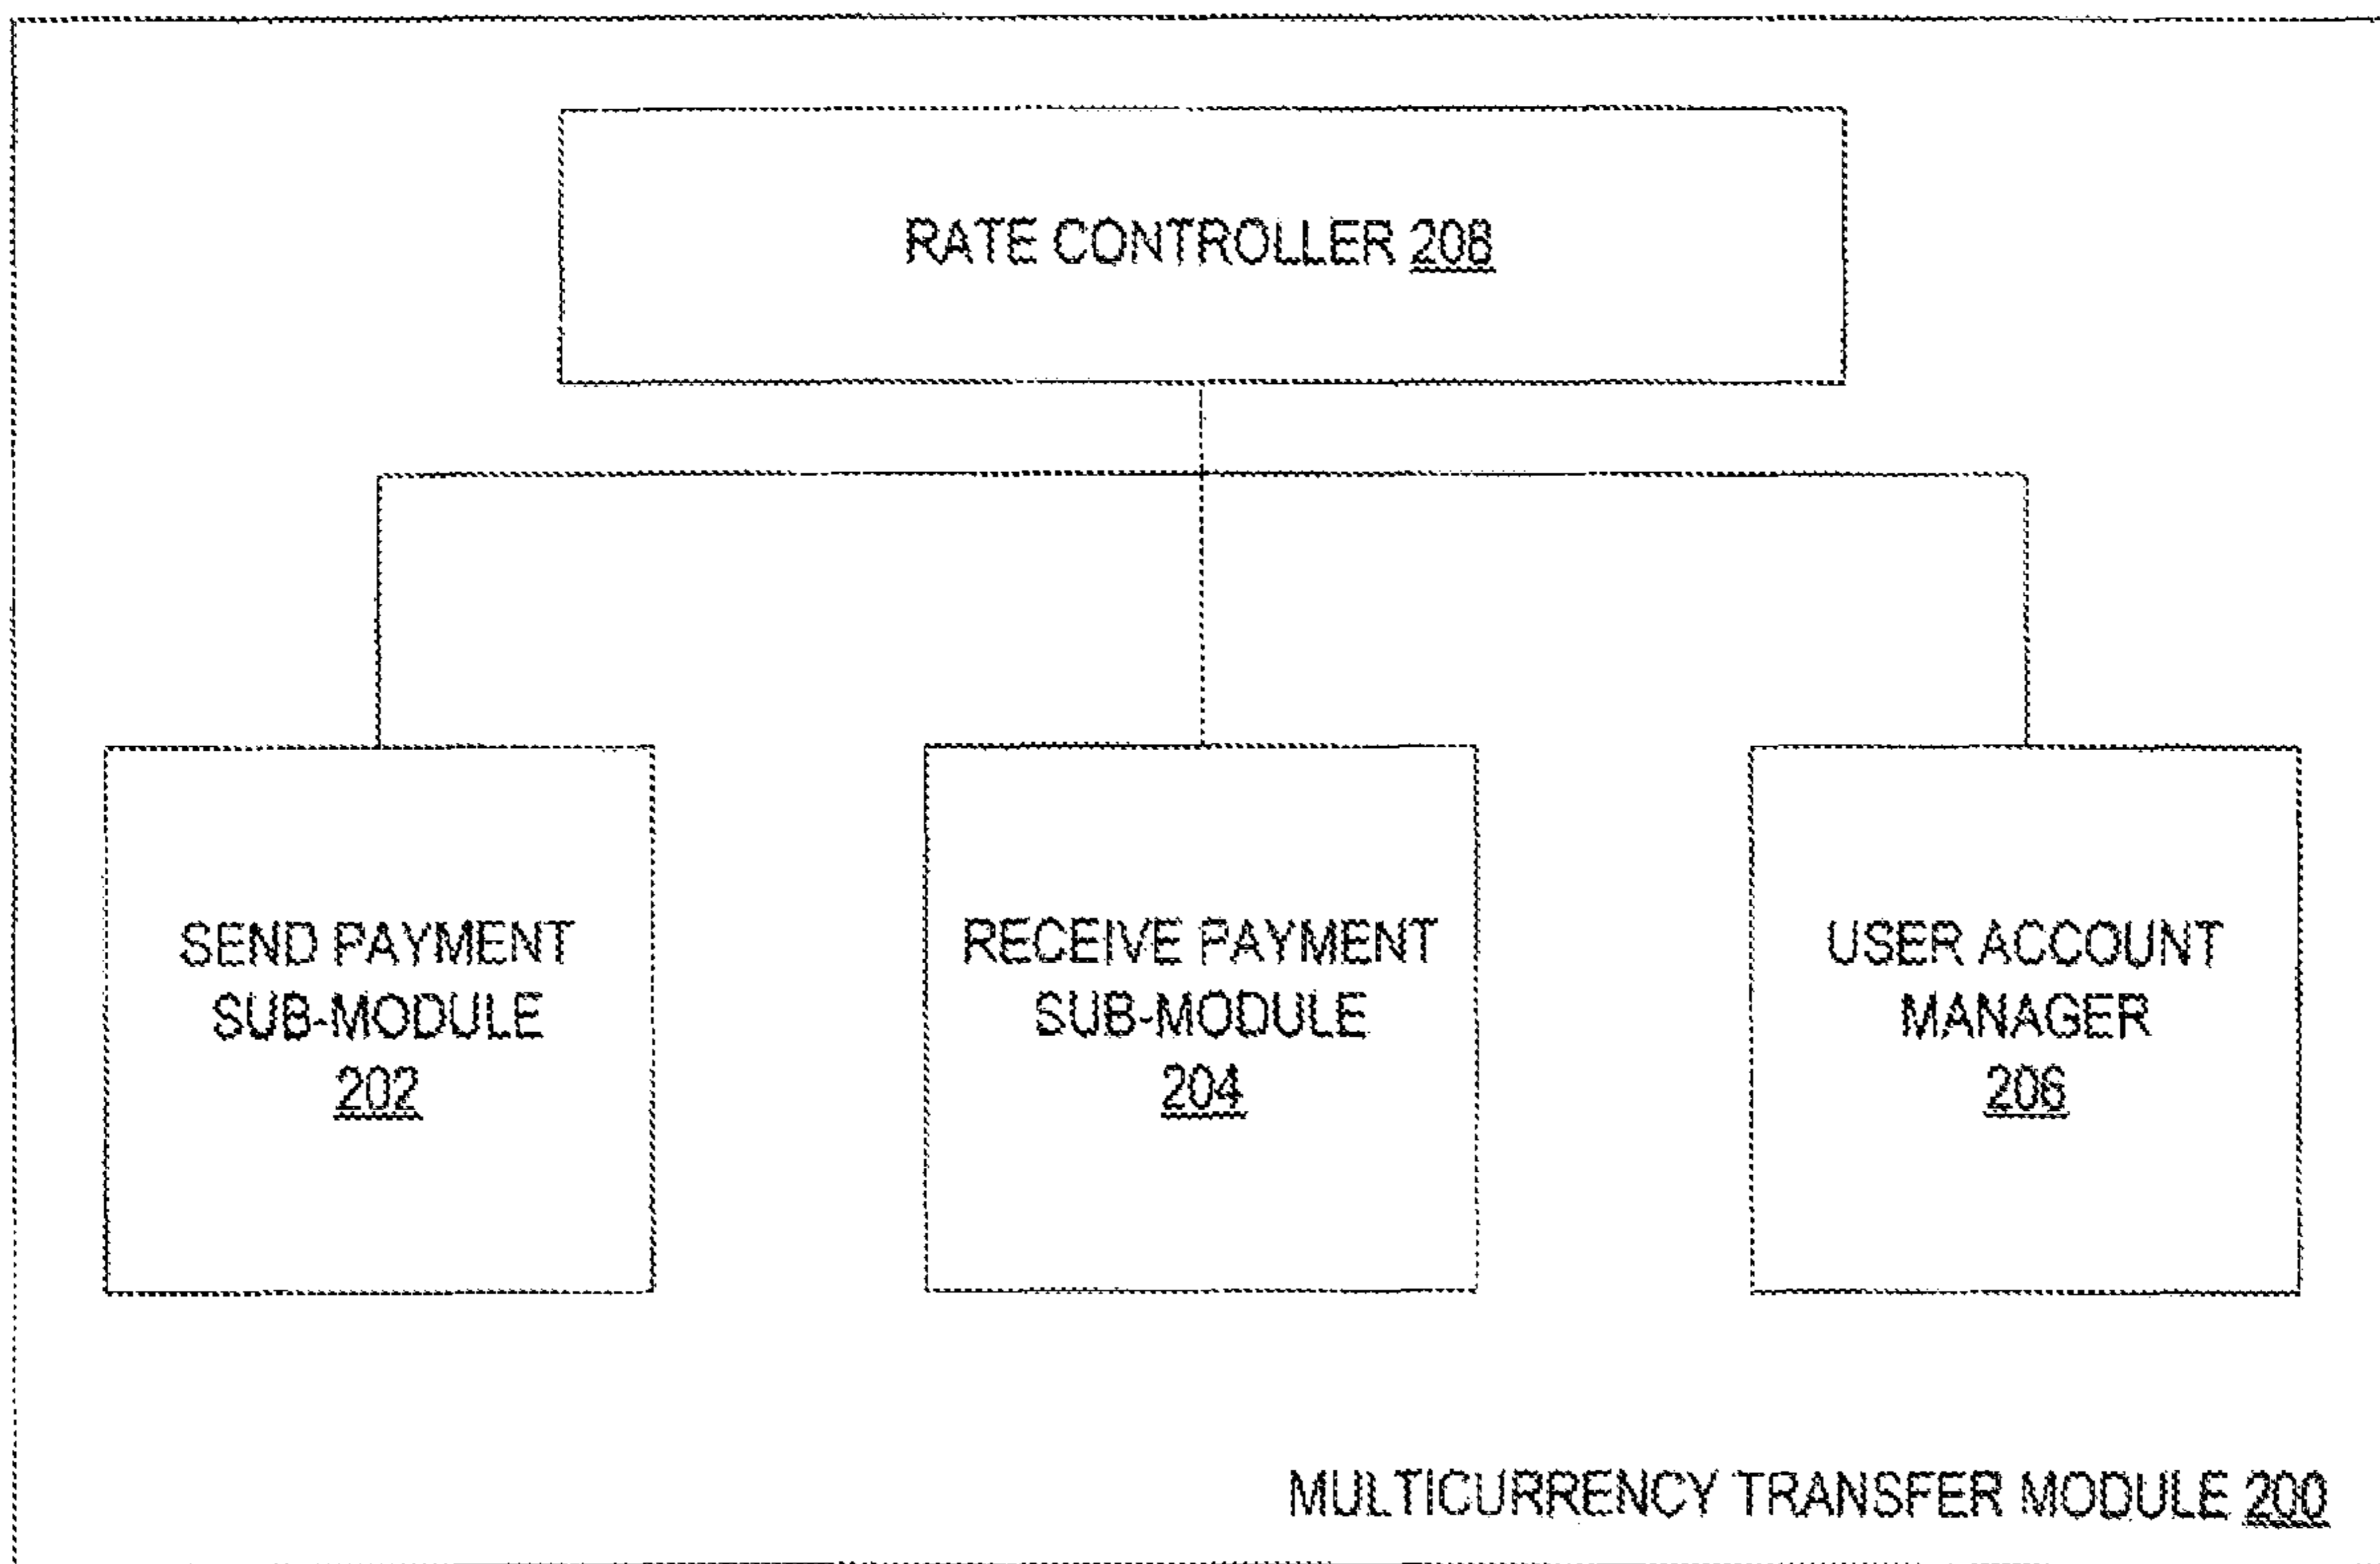 RATE CONTROLLER 208
SEND PAYMENT
SUB-MODULE
202
RECEIVE PAYMENT
SUB-MODULE
204
USER ACCOUNT
MANAGER
206
MULTICURRENCY TRANSFER MODULE 200